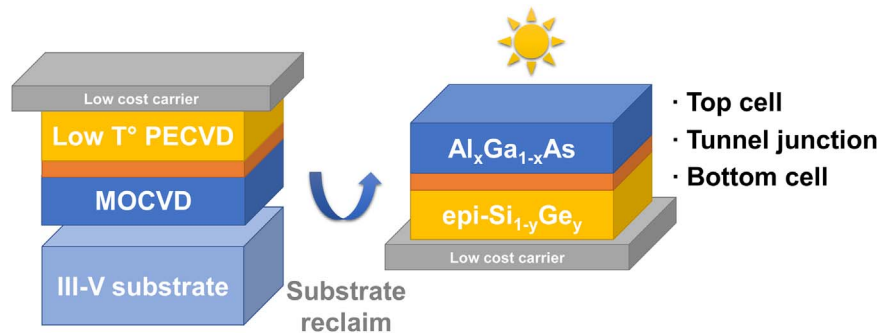 Low cost carrier
Low T° PECVD
MOCVD
III-V substrate
Substrate
reclaim
AlxGa1-xAs
epi-Si1-yGey
Low cost carrier
· Top cell
· Tunnel junction
· Bottom cell